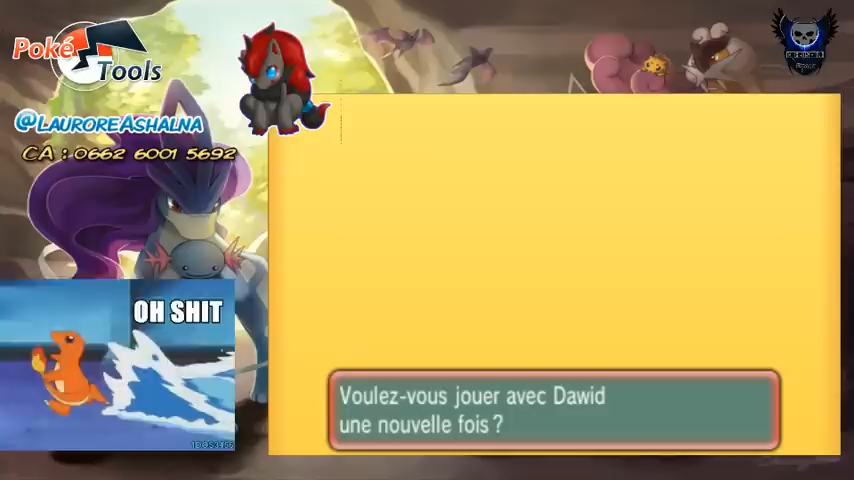 Poké
Tools
@LauroreAshalna
CA : 0662 6001 5692
OH SHIT
Voulez-vous jouer avec Dawid
une nouvelle fois ?